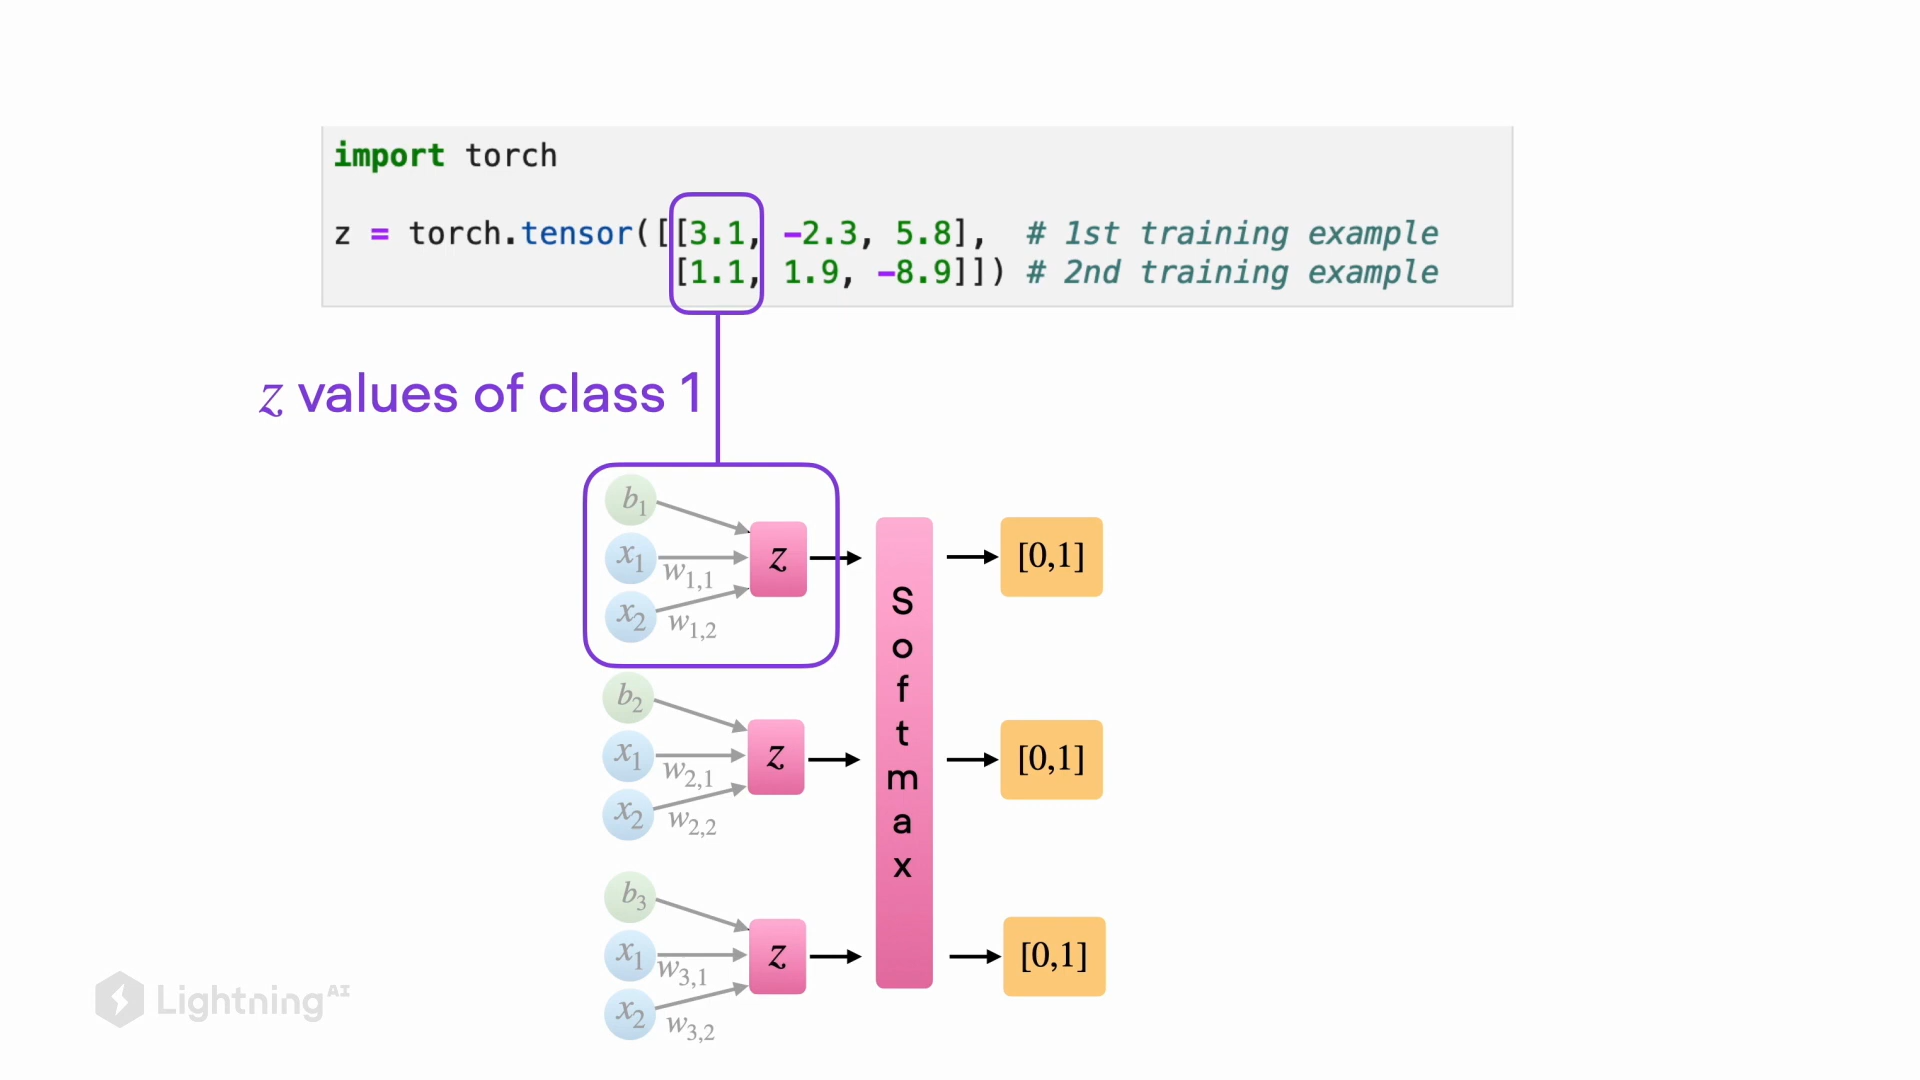 import torch
z = torch.tensor([[3.1, −2.3, 5.8], # 1st training example
[1.1, 1.9, −8.9]]) # 2nd training example
z values of class 1
b1
x1
w1,1
x2
w1,2
z
[0,1]
b2
x1
w2,1
x2
w2,2
z
[0,1]
b3
x1
w3,1
x2
w3,2
z
[0,1]
Softmax
Lightning AI